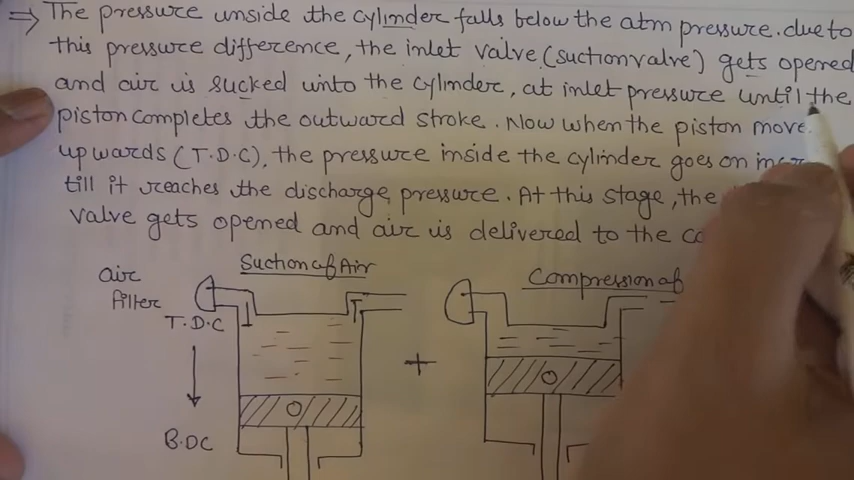 ⇒ The pressure inside the cylinder falls below the atm pressure. due to
this pressure difference, the inlet valve (suction valve) gets opened
and air is sucked into the cylinder, at inlet pressure until the
piston completes the outward stroke. Now when the piston move
upwards (T.D.C), the pressure inside the cylinder goes on
till it reaches the discharge pressure. At this stage, the
valve gets opened and air is delivered to the
Suction of Air
Compression of
air
filter
T.D.C
+
B.DC